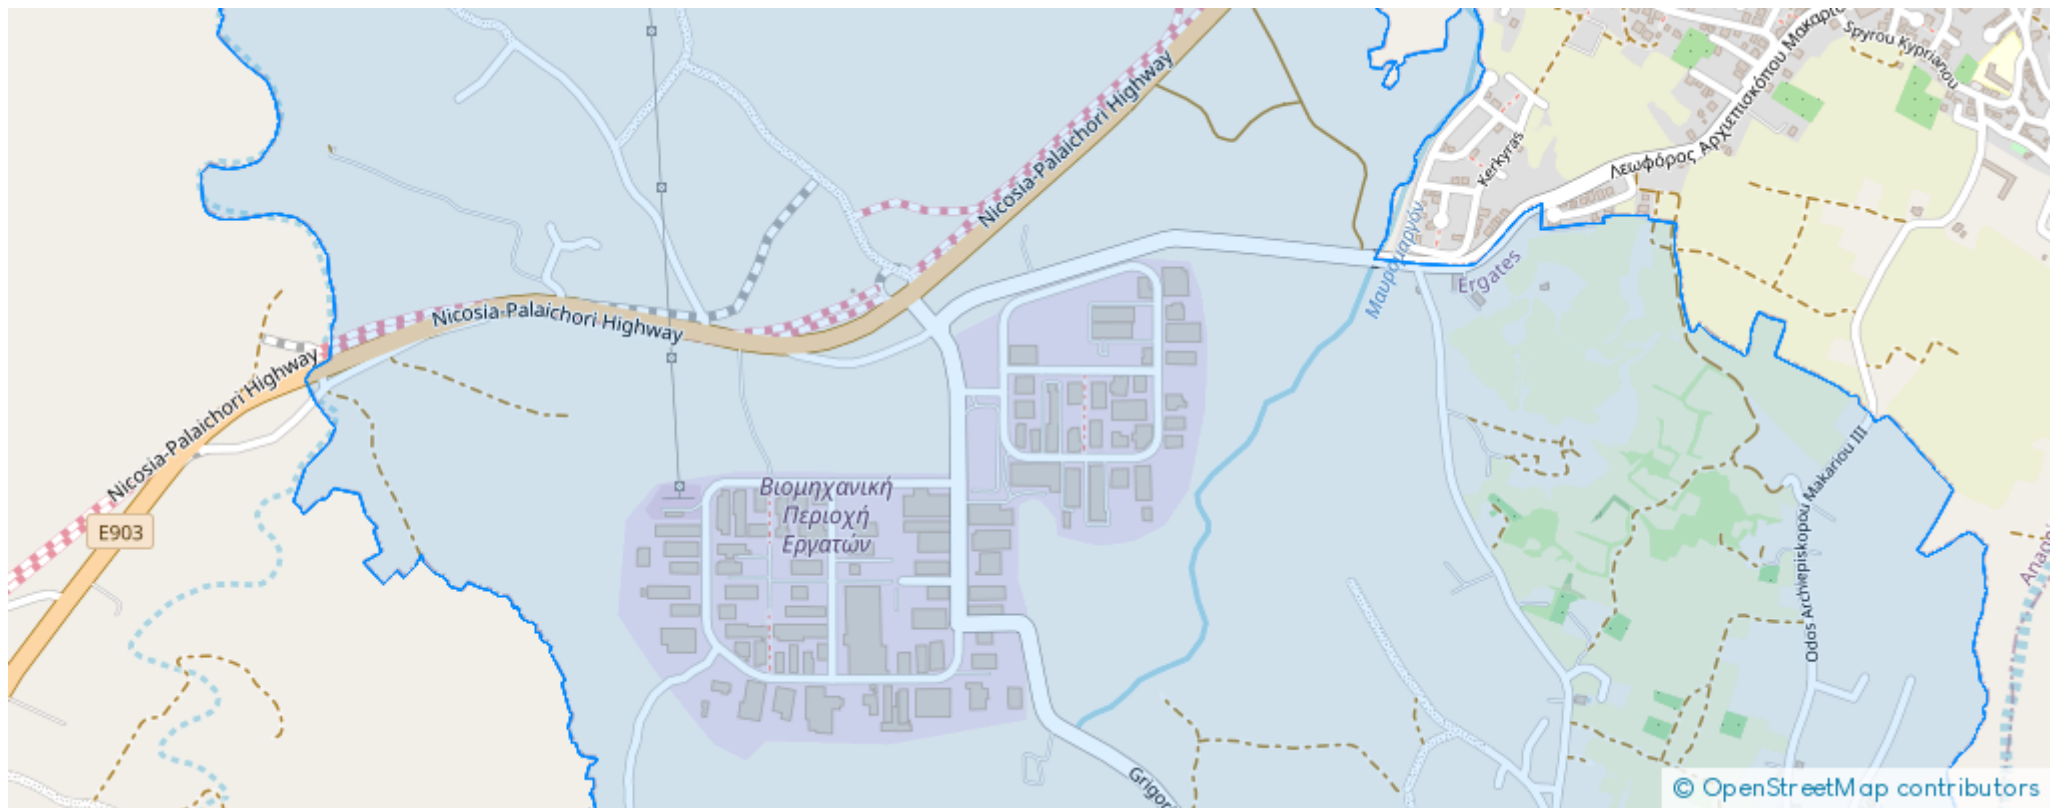 Spyrou Kyprianou
Nicosia-Palaichori Highway
Λεωφόρος Αρχιεπισκόπου
Kerkyras
Μαυρομαργόν
Ergates
Nicosia-Palaichori Highway
Nicosia-Palaichori Highway
E903
Βιομηχανική
Περιοχή
Εργατών
Odos Archiepiskopou Makariou III
© OpenStreetMap contributors